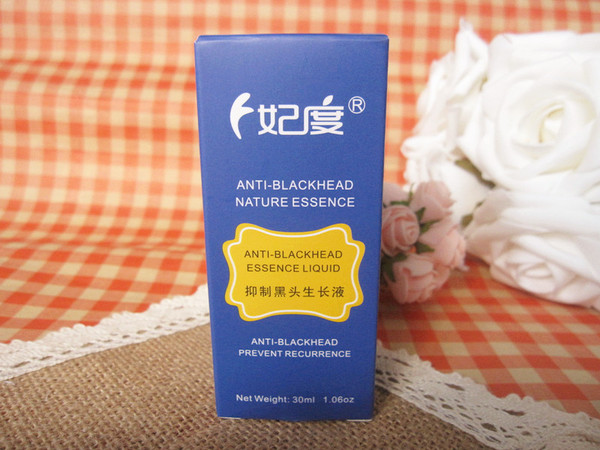 妃度®
ANTI-BLACKHEAD
NATURE ESSENCE
ANTI-BLACKHEAD
ESSENCE LIQUID
抑制黑头生长液
ANTI-BLACKHEAD
PREVENT RECURRENCE
Net Weight: 30ml 1.06oz